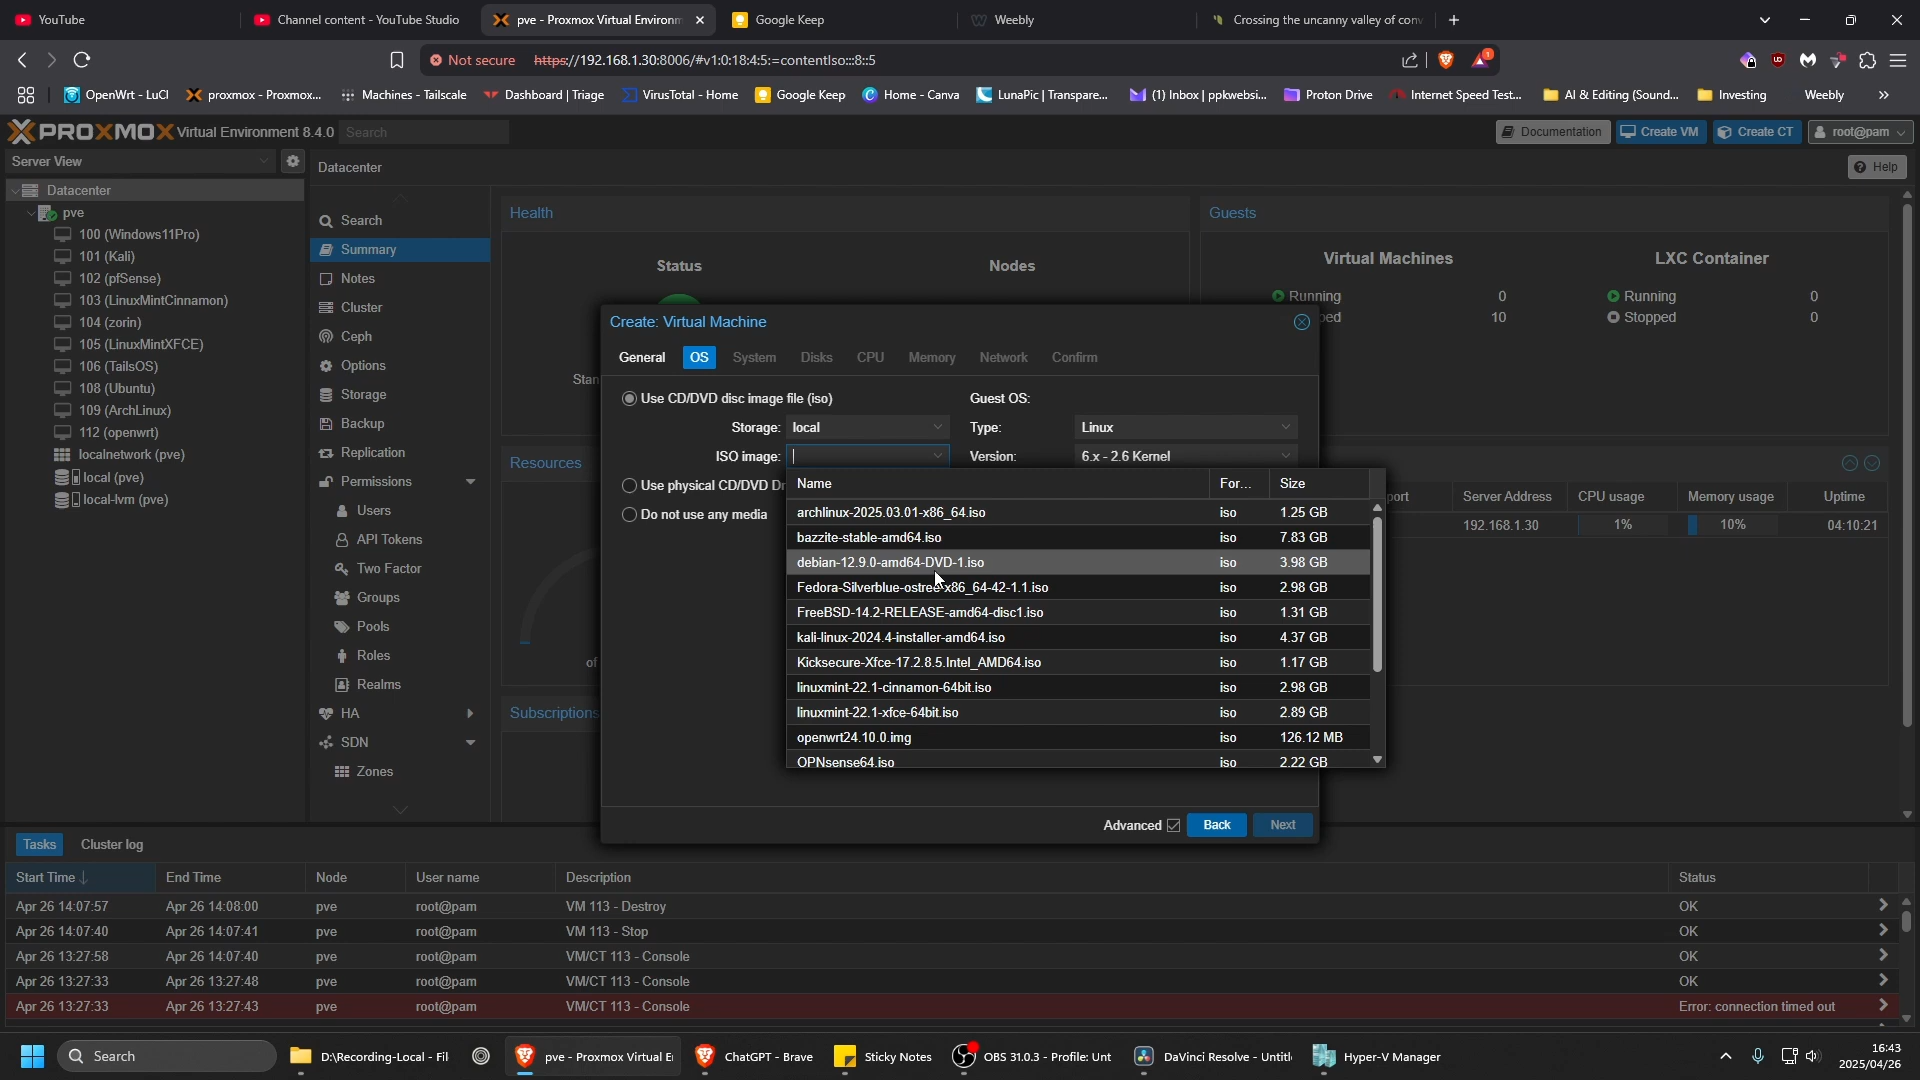 YouTube
Channel content - YouTube Studio
pve - Proxmox Virtual Environm
Google Keep
Weebly
Crossing the uncanny valley of conv
Not secure
https://192.168.1.30:8006/#v1:0:18:4:5:=contentIso:::8::5
1
OpenWrt - LuCI
proxmox - Proxmox...
Machines - Tailscale
Dashboard | Triage
VirusTotal - Home
Google Keep
Home - Canva
LunaPic | Transpare...
(1) Inbox | ppkwebsi...
Proton Drive
Internet Speed Test...
AI & Editing (Sound...
Investing
Weebly
PROXMOX Virtual Environment 8.4.0
Search
Documentation
Create VM
Create CT
root@pam
Server View
Datacenter
Help
Datacenter
pve
100 (Windows11Pro)
101 (Kali)
102 (pfSense)
103 (LinuxMintCinnamon)
104 (zorin)
105 (LinuxMintXFCE)
106 (TailsOS)
108 (Ubuntu)
109 (ArchLinux)
112 (openwrt)
localnetwork (pve)
local (pve)
local-lvm (pve)
Search
Summary
Notes
Cluster
Ceph
Options
Storage
Backup
Replication
Permissions
Users
API Tokens
Two Factor
Groups
Pools
Roles
Realms
HA
SDN
Zones
Health
Status
Nodes
Stan
Guests
Virtual Machines
LXC Container
Running 0
Running 0
ped 10
Stopped 0
Resources
of
Subscriptions
port
Server Address
CPU usage
Memory usage
Uptime
192.168.1.30
1%
10%
04:10:21
Create: Virtual Machine
General
OS
System
Disks
CPU
Memory
Network
Confirm
Use CD/DVD disc image file (iso)
Guest OS:
Storage: local
Type: Linux
ISO image:
Version: 6.x - 2.6 Kernel
Use physical CD/DVD Dr
Do not use any media
Name For... Size
archlinux-2025.03.01-x86_64.iso iso 1.25 GB
bazzite-stable-amd64.iso iso 7.83 GB
debian-12.9.0-amd64-DVD-1.iso iso 3.98 GB
Fedora-Silverblue-ostree-x86_64-42-1.1.iso iso 2.98 GB
FreeBSD-14.2-RELEASE-amd64-disc1.iso iso 1.31 GB
kali-linux-2024.4-installer-amd64.iso iso 4.37 GB
Kicksecure-Xfce-17.2.8.5.Intel_AMD64.iso iso 1.17 GB
linuxmint-22.1-cinnamon-64bit.iso iso 2.98 GB
linuxmint-22.1-xfce-64bit.iso iso 2.89 GB
openwrt24.10.0.img iso 126.12 MB
OPNsense64.iso iso 2.22 GB
Advanced
Back
Next
Tasks
Cluster log
Start Time End Time Node User name Description Status
Apr 26 14:07:57 Apr 26 14:08:00 pve root@pam VM 113 - Destroy OK
Apr 26 14:07:40 Apr 26 14:07:41 pve root@pam VM 113 - Stop OK
Apr 26 13:27:58 Apr 26 14:07:40 pve root@pam VM/CT 113 - Console OK
Apr 26 13:27:33 Apr 26 13:27:48 pve root@pam VM/CT 113 - Console OK
Apr 26 13:27:33 Apr 26 13:27:43 pve root@pam VM/CT 113 - Console Error: connection timed out
Search
D:\Recording-Local - Fil
pve - Proxmox Virtual E
ChatGPT - Brave
Sticky Notes
OBS 31.0.3 - Profile: Unt
DaVinci Resolve - Untitl
Hyper-V Manager
16:43
2025/04/26